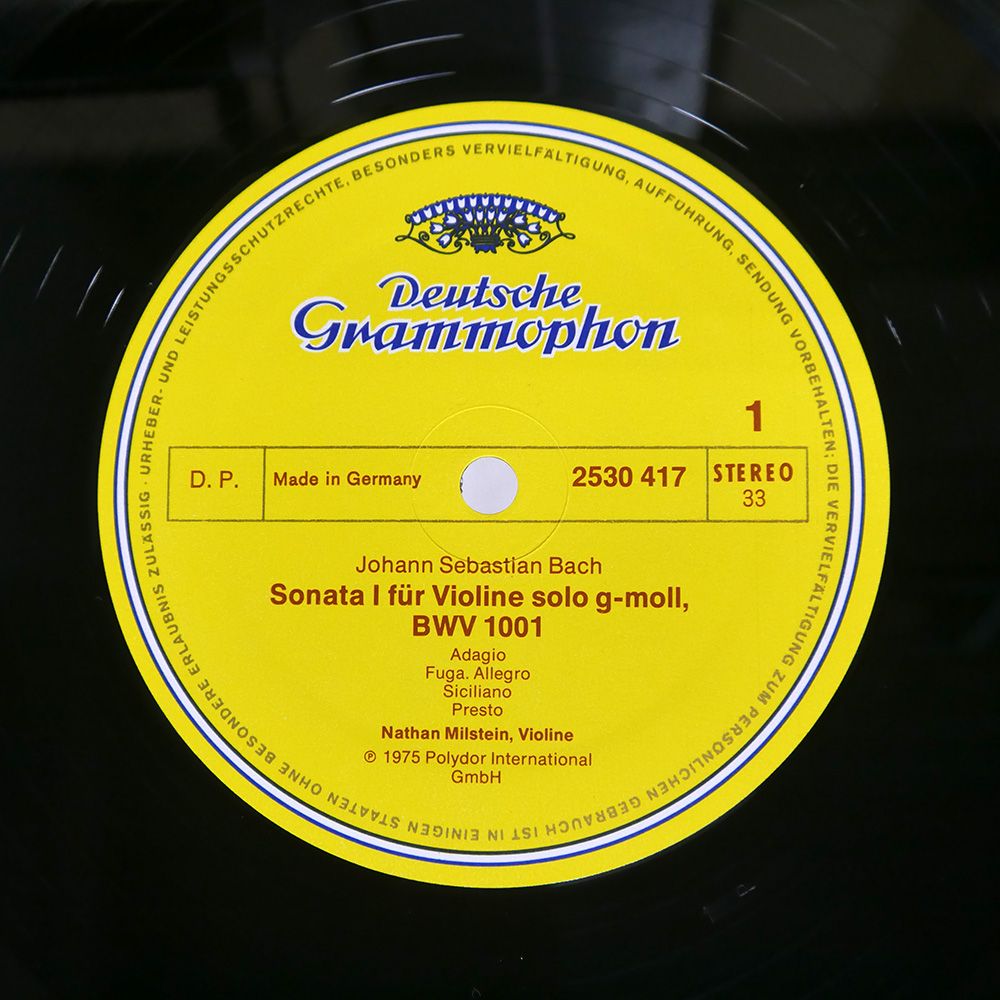 URHEBER- UND LEISTUNGSSCHUTZRECHTE, BESONDERS VERVIELFÄLTIGUNG, AUFFÜHRUNG, SENDUNG VORBEHALTEN; DIE VERVIELFÄLTIGUNG ZUM PERSÖNLICHEN GEBRAUCH IST IN EINIGEN STAATEN OHNE BESONDERE ERLAUBNIS ZULÄSSIG ·
Deutsche
Grammophon
1
D. P.
Made in Germany
2530 417
STEREO
33
Johann Sebastian Bach
Sonata I für Violine solo g-moll,
BWV 1001
Adagio
Fuga. Allegro
Siciliano
Presto
Nathan Milstein, Violine
℗ 1975 Polydor International
GmbH